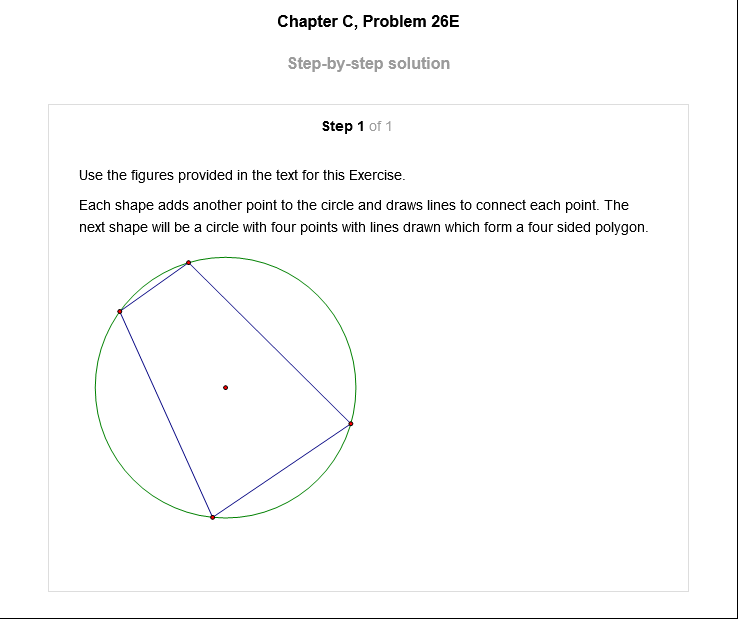 Chapter C, Problem 26E
Step-by-step solution
Step 1 of 1
Use the figures provided in the text for this Exercise.
Each shape adds another point to the circle and draws lines to connect each point. The
next shape will be a circle with four points with lines drawn which form a four sided polygon.